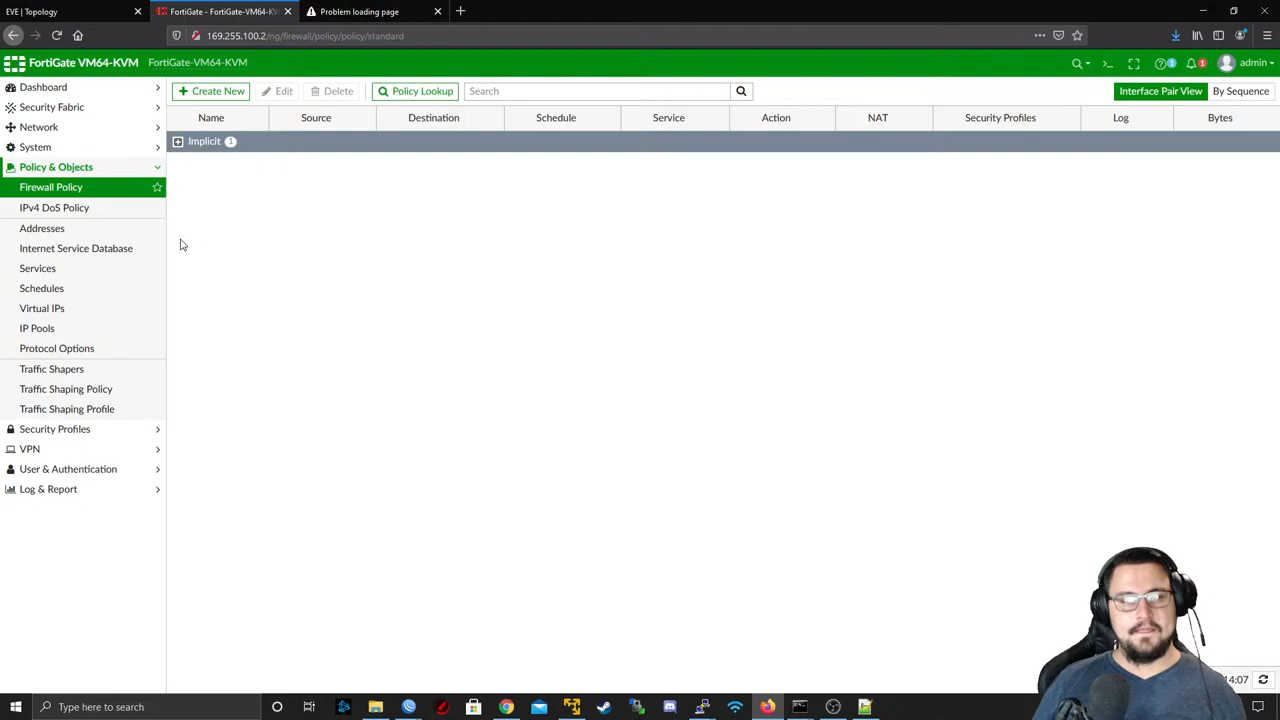 EVE | Topology
FortiGate - FortiGate-VM64-KV
Problem loading page
169.255.100.2/ng/firewall/policy/policy/standard
FortiGate VM64-KVM
FortiGate-VM64-KVM
1
1
admin
Dashboard
Security Fabric
Network
System
Policy & Objects
Firewall Policy
IPv4 DoS Policy
Addresses
Internet Service Database
Services
Schedules
Virtual IPs
IP Pools
Protocol Options
Traffic Shapers
Traffic Shaping Policy
Traffic Shaping Profile
Security Profiles
VPN
User & Authentication
Log & Report
Create New Edit Delete Policy Lookup Search Interface Pair View By Sequence
Name Source Destination Schedule Service Action NAT Security Profiles Log Bytes
Implicit 1
14:07
Type here to search